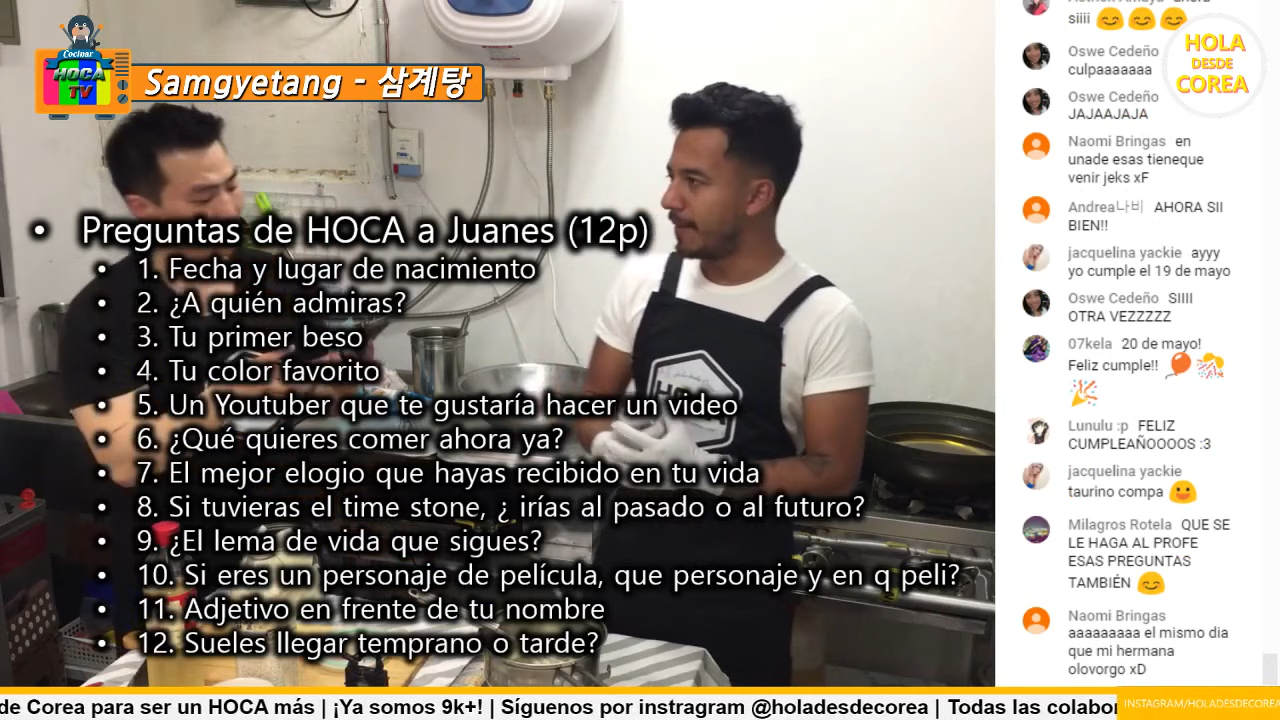 Cocinar
HOCA
TV
Samgyetang - 삼계탕
HOLA
DESDE
COREA
• Preguntas de HOCA a Juanes (12p)
• 1. Fecha y lugar de nacimiento
• 2. ¿A quién admiras?
• 3. Tu primer beso
• 4. Tu color favorito
• 5. Un Youtuber que te gustaría hacer un video
• 6. ¿Qué quieres comer ahora ya?
• 7. El mejor elogio que hayas recibido en tu vida
• 8. Si tuvieras el time stone, ¿ irías al pasado o al futuro?
• 9. ¿El lema de vida que sigues?
• 10. Si eres un personaje de película, que personaje y en q peli?
• 11. Adjetivo en frente de tu nombre
• 12. Sueles llegar temprano o tarde?
siiii 😊 😊 😊
Oswe Cedeño
culpaaaaaaa
Oswe Cedeño
JAJAAJAJA
Naomi Bringas en
unade esas tieneque
venir jeks xF
Andrea나비 AHORA SII
BIEN!!
jacquelina yackie ayyy
yo cumple el 19 de mayo
Oswe Cedeño SIIII
OTRA VEZZZZZ
07kela 20 de mayo!
Feliz cumple!! 🎈 🎊
🎉
Lunulu :p FELIZ
CUMPLEAÑOOOOS :3
jacquelina yackie
taurino compa 😃
Milagros Rotela QUE SE
LE HAGA AL PROFE
ESAS PREGUNTAS
TAMBIÉN 😊
Naomi Bringas
aaaaaaaaa el mismo dia
que mi hermana
olovorgo xD
de Corea para ser un HOCA más | ¡Ya somos 9k+! | Síguenos por instragram @holadesdecorea | Todas las colabor
INSTAGRAM/HOLADESDECOREA